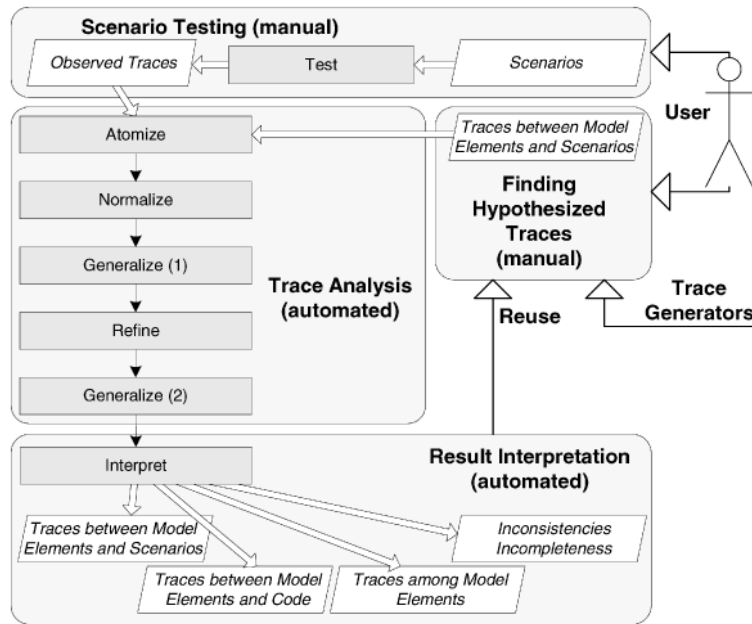 Scenario Testing (manual)
Observed Traces
Test
Scenarios
User
Atomize
Traces between Model
Elements and Scenarios
Normalize
Finding
Hypothesized
Traces
(manual)
Generalize (1)
Trace Analysis
(automated)
Refine
Reuse
Trace
Generators
Generalize (2)
Interpret
Result Interpretation
(automated)
Traces between Model
Elements and Scenarios
Inconsistencies
Incompleteness
Traces between Model
Elements and Code
Traces among Model
Elements